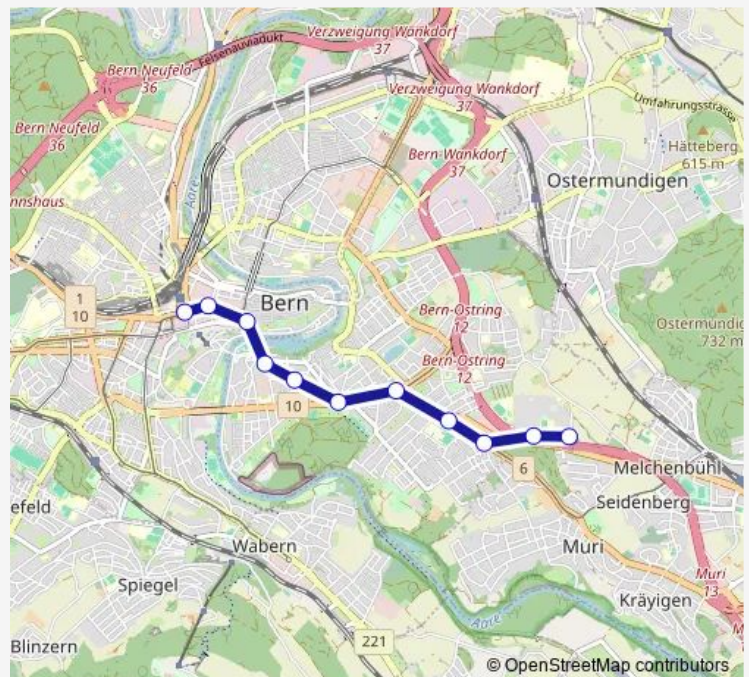 Verzweigung Wankdorf
37
Felsenauviadukt
Bern Neufeld
36
Verzweigung Wankdorf
37
Umfahrungsstrasse
Bern Neufeld
36
Aare
Bern-Wankdorf
37
Hätteberg
615 m
Ostermundigen
nnshaus
1
10
Bern
Bern-Ostring
12
Ostermundig
732 m
Bern-Ostring
12
10
6
Melchenbühl
Seidenberg
efeld
Wabern
Muri
Muri
13
Spiegel
Aare
Kräyigen
Blinzern
221
© OpenStreetMap contributors